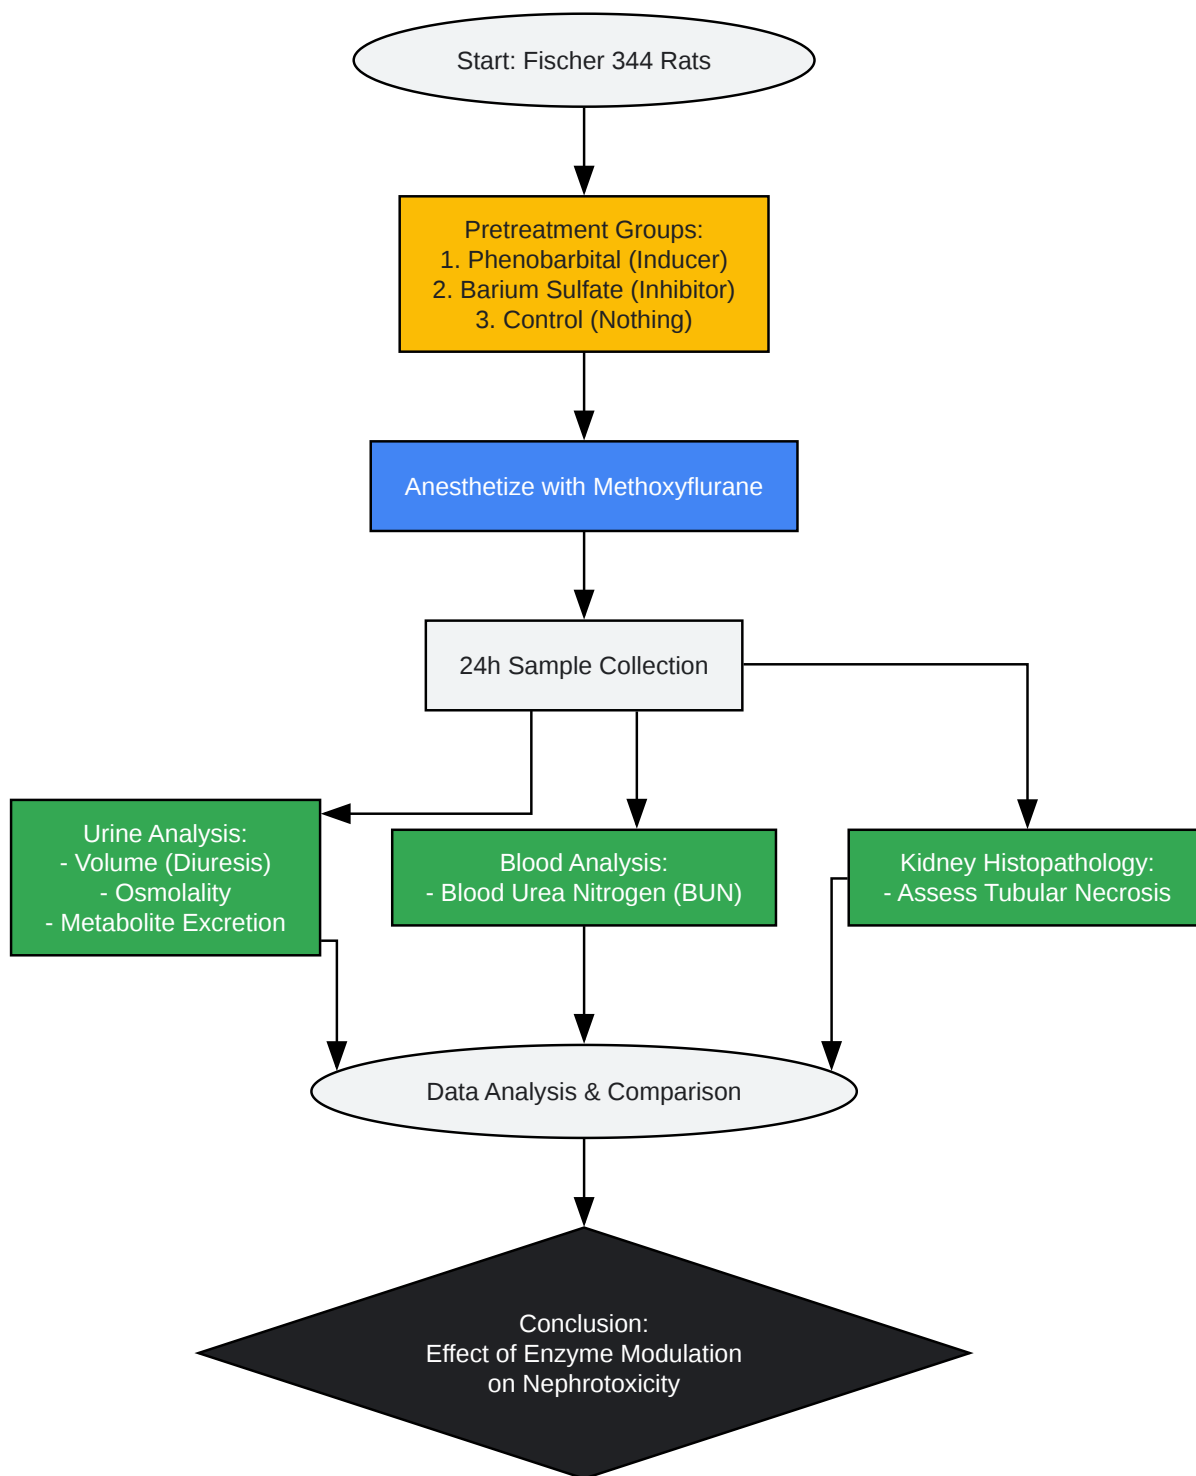 Start: Fischer 344 Rats
Pretreatment Groups:
1. Phenobarbital (Inducer)
2. Barium Sulfate (Inhibitor)
3. Control (Nothing)
Anesthetize with Methoxyflurane
24h Sample Collection
Urine Analysis:
- Volume (Diuresis)
- Osmolality
- Metabolite Excretion
Blood Analysis:
- Blood Urea Nitrogen (BUN)
Kidney Histopathology:
- Assess Tubular Necrosis
Data Analysis & Comparison
Conclusion:
Effect of Enzyme Modulation
on Nephrotoxicity